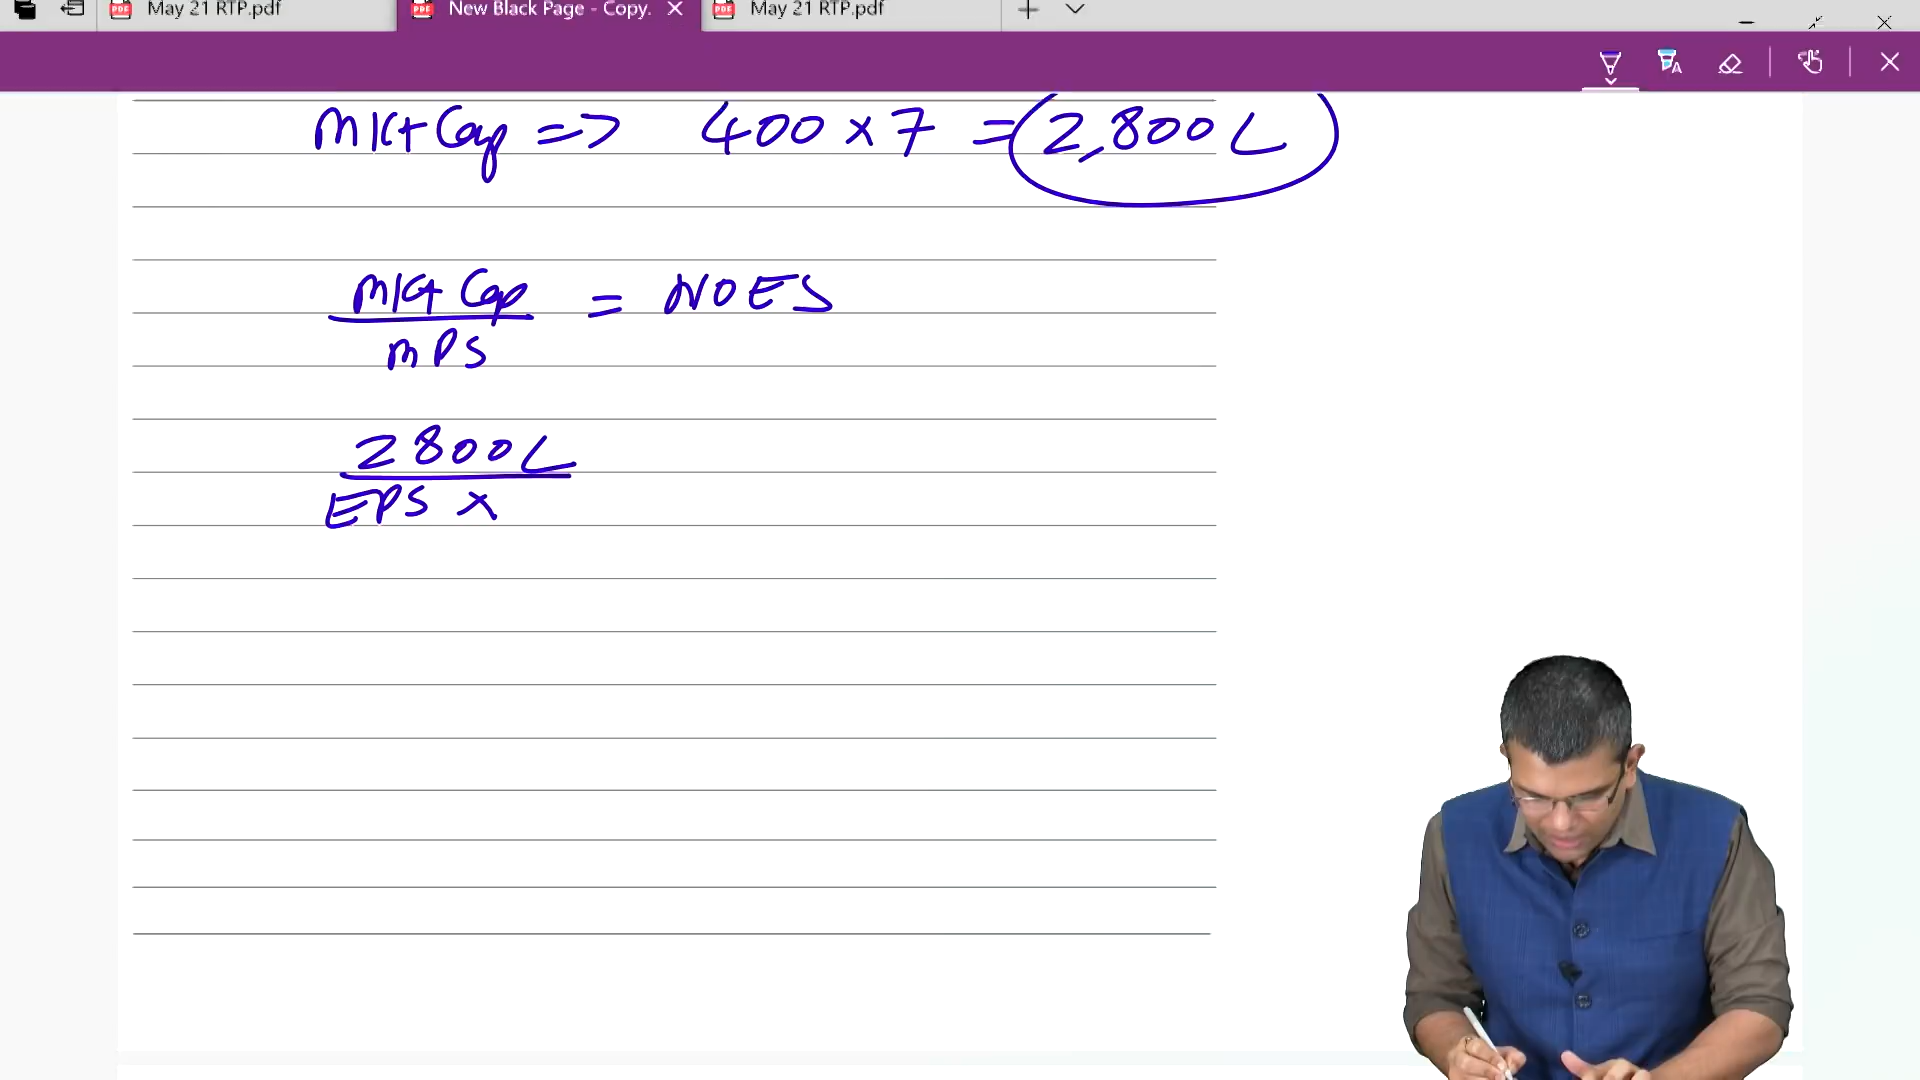 May 21 RTP.pdf New Black Page - Copy. May 21 RTP.pdf
Mkt Cap => 400 x 7 = 2,800 L
Mkt Cap = NOES
MPS
2800L
EPS x